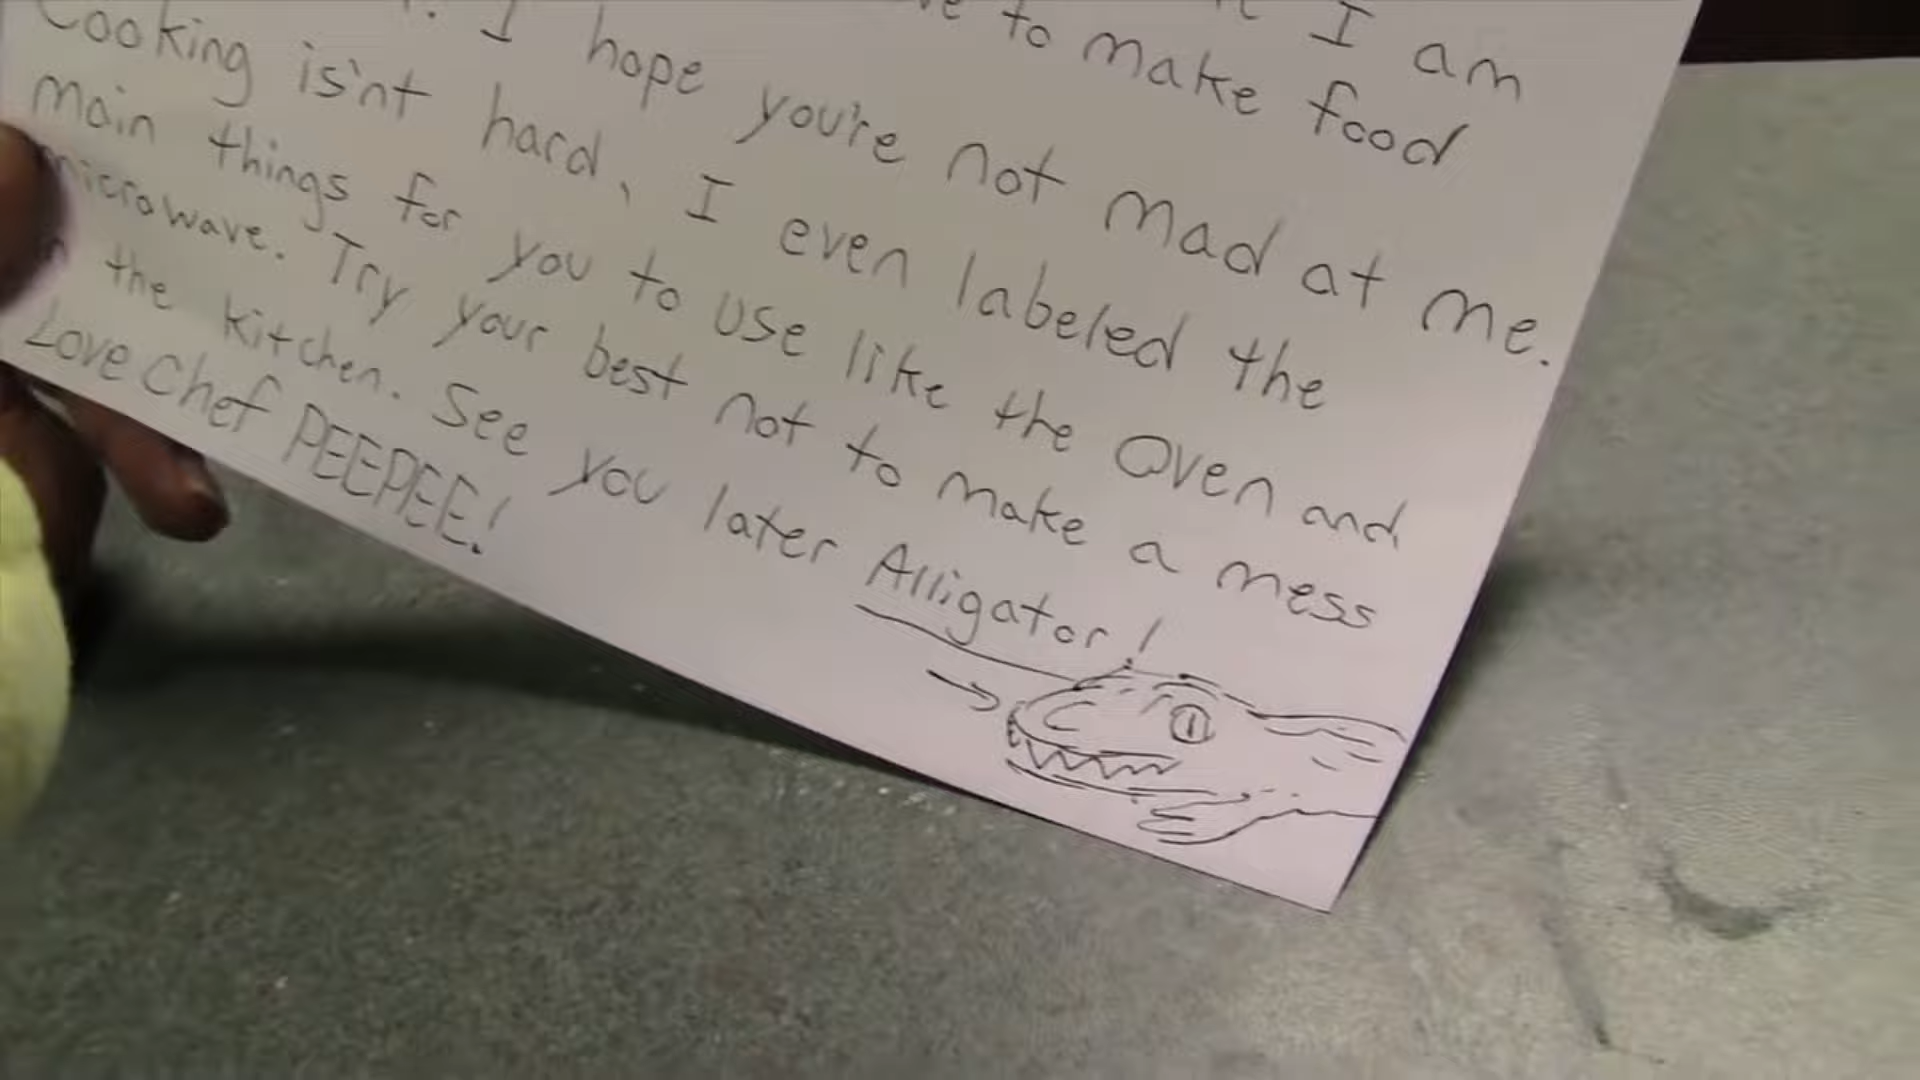 I am
to make food
I hope you're not mad at me.
Cooking is'nt hard, I even labeled the
main things for you to use like the Oven and
microwave. Try your best not to make a mess
the kitchen. See you later Alligator!
Love Chef PEEPEE!